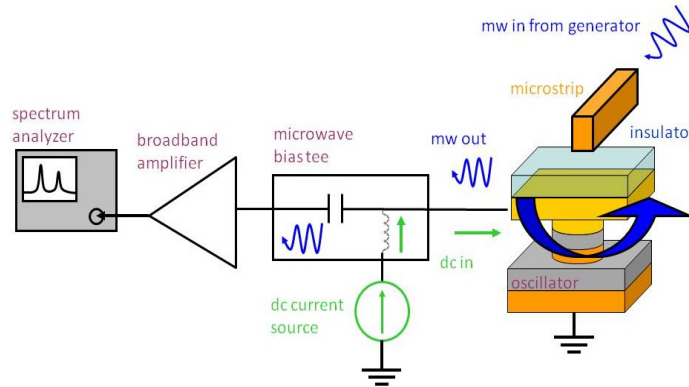 mw in from generator
microstrip
spectrum
analyzer
broadband
amplifier
microwave
bias tee
mw out
insulator
dc in
oscillator
dc current
source